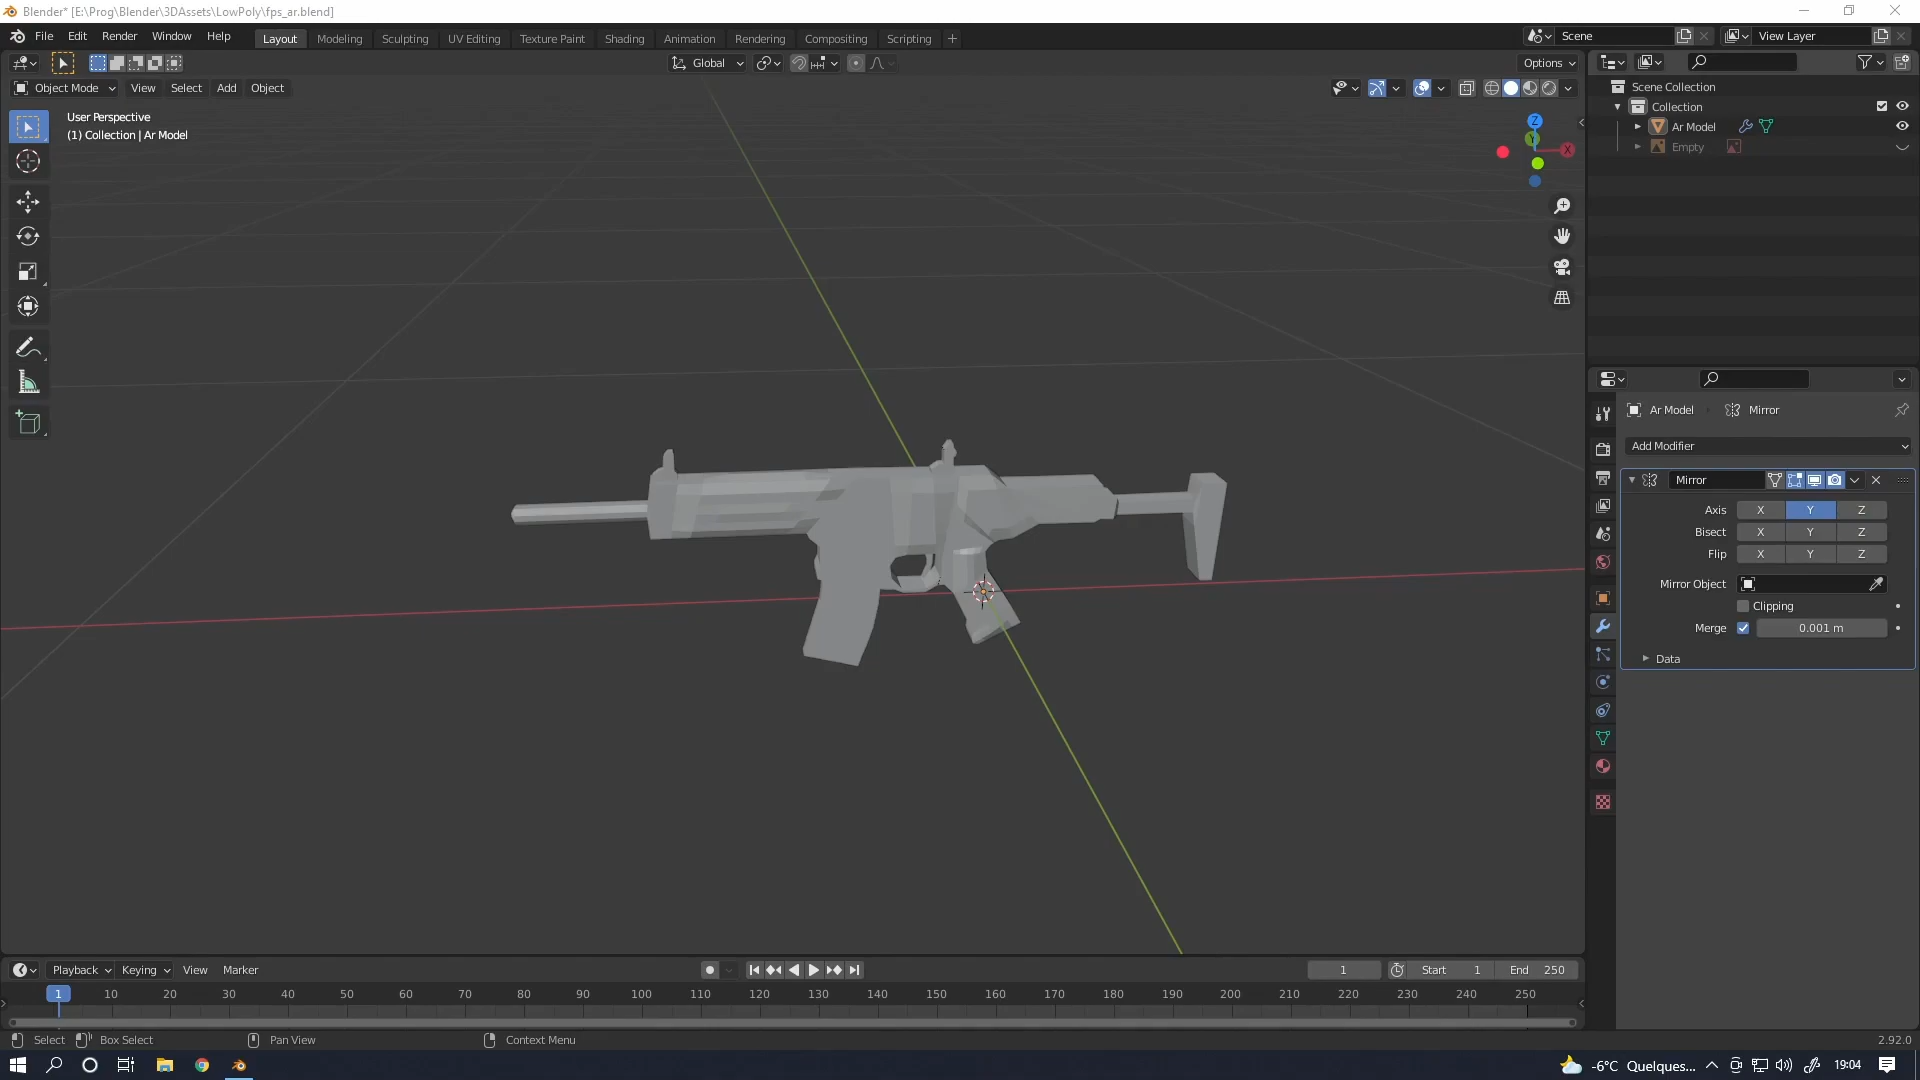 Blender* [E:\Prog\Blender\3DAssets\LowPoly\fps_ar.blend]
File Edit Render Window Help Layout Modeling Sculpting UV Editing Texture Paint Shading Animation Rendering Compositing Scripting + Scene View Layer
Global Options
Object Mode View Select Add Object
User Perspective
(1) Collection | Ar Model
Z
Y
X
Scene Collection
Collection
Ar Model
Empty
Ar Model Mirror
Add Modifier
Mirror
Axis X Y Z
Bisect X Y Z
Flip X Y Z
Mirror Object
Clipping
Merge 0.001 m
Data
Playback Keying View Marker 1 Start 1 End 250
1 10 20 30 40 50 60 70 80 90 100 110 120 130 140 150 160 170 180 190 200 210 220 230 240 250
Select Box Select Pan View Context Menu 2.92.0
-6°C Quelques... 19:04